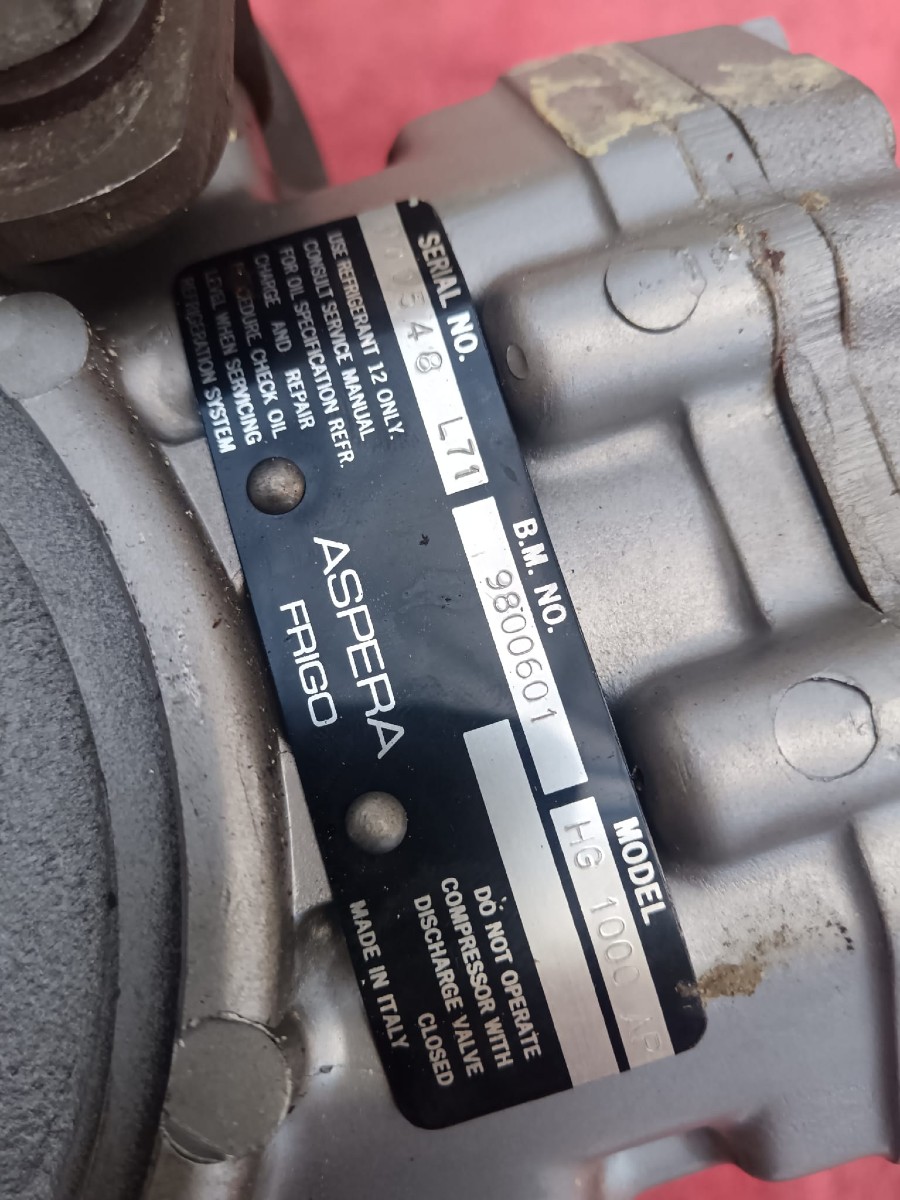 SERIAL NO.
548 L71
B.M. NO.
9800601
MODEL
HG 1000
USE REFRIGERANT 12 ONLY.
CONSULT SERVICE MANUAL
FOR OIL SPECIFICATION REFR.
CHARGE AND REPAIR
PROCEDURE CHECK OIL
LEVEL WHEN SERVICING
REFRIGERATION SYSTEM
ASPERA
FRIGO
DO NOT OPERATE
COMPRESSOR WITH
DISCHARGE VALVE
CLOSED
MADE IN ITALY